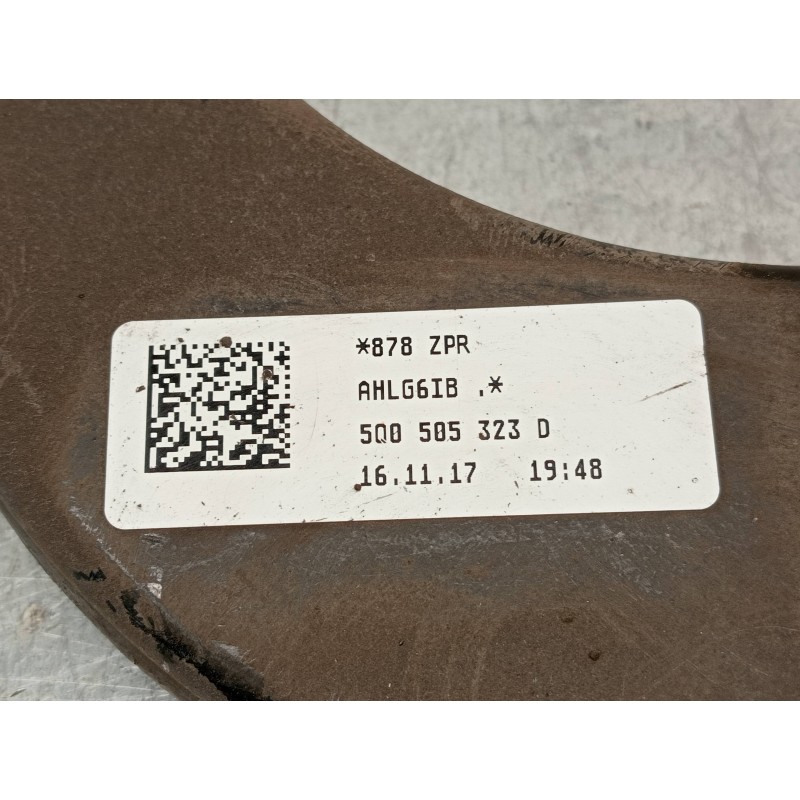 *878 ZPR
AHLG6IB .*
5Q0 505 323 D
16.11.17 19:48